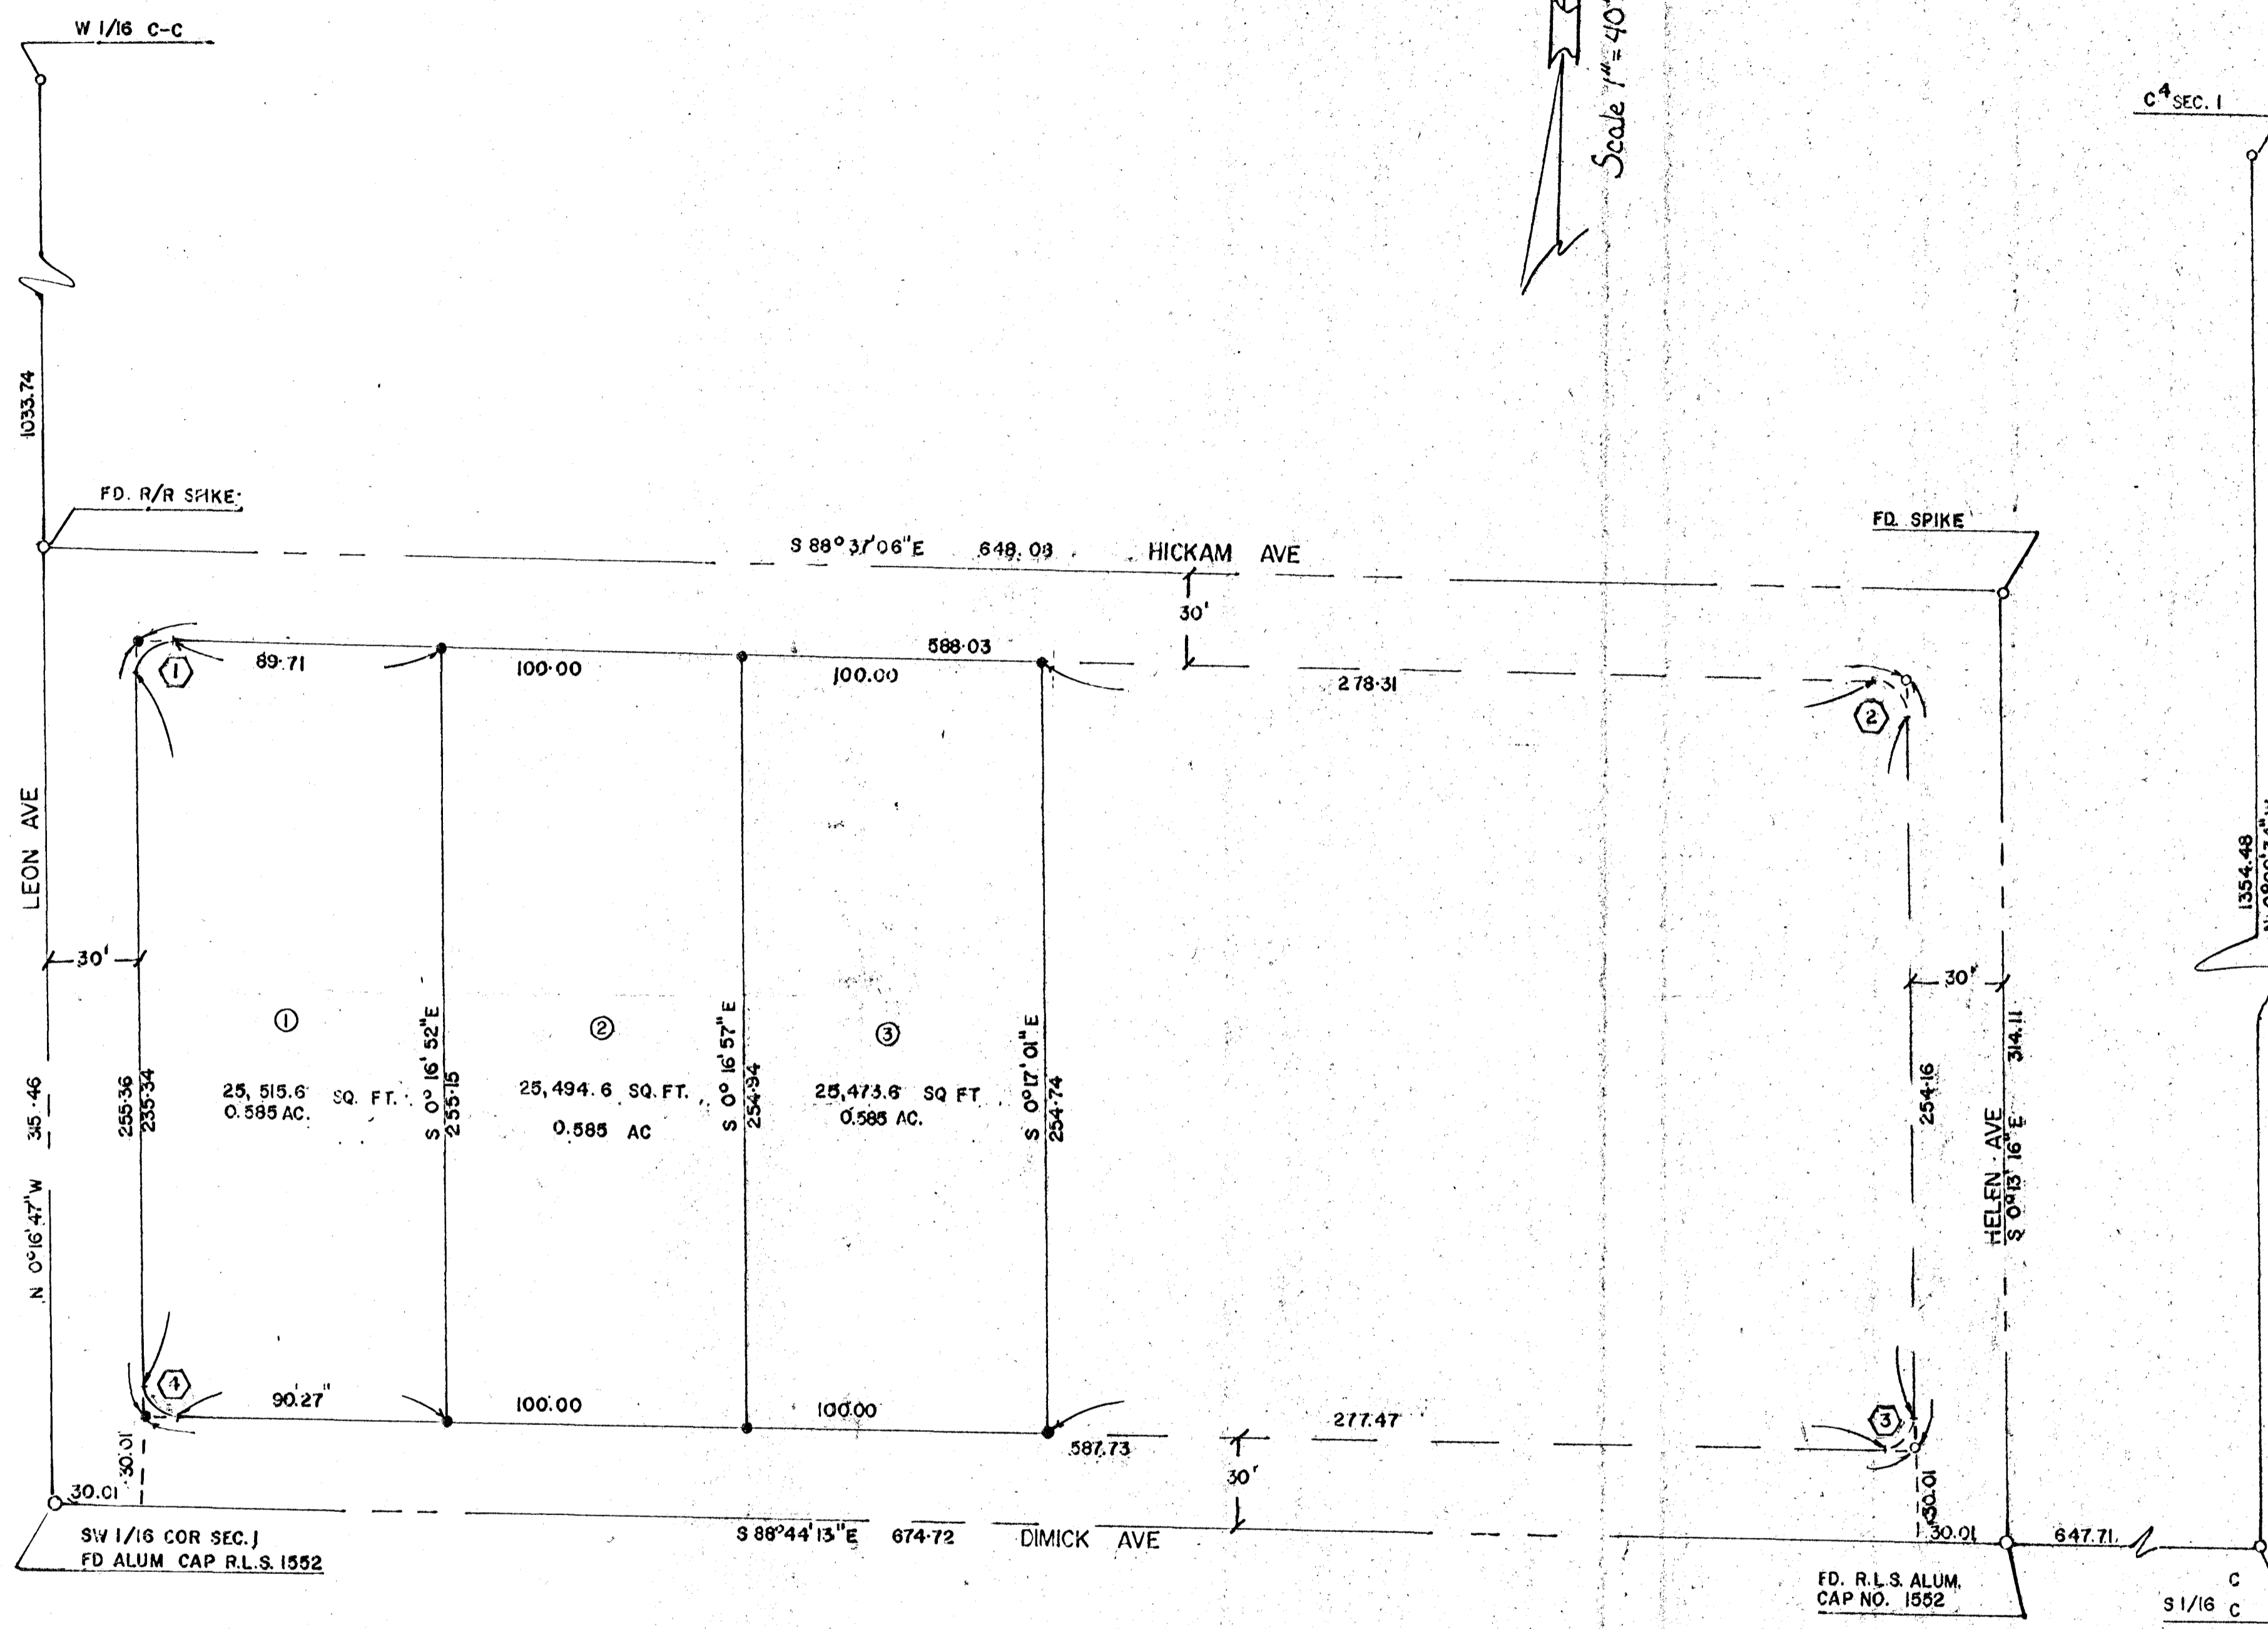 W 1/16 C-C
Scale 1"=40'
C4 SEC. 1
1033.74
FD. R/R SPIKE
FD. SPIKE
S 88° 37' 06" E 648.08 HICKAM AVE
30'
588.03
89.71
100.00
100.00
278.31
1
2
LEON AVE
30'
30'
1354.48
1
2
3
S 0° 16' 52" E
255.15
S 0° 16' 57" E
254.94
S 0° 17' 01" E
254.74
255.36
235.34
25,515.6 SQ. FT.
0.585 AC.
25,494.6 SQ. FT.
0.585 AC
25,473.6 SQ FT
0.585 AC.
254.16
HELEN AVE
S 0° 13' 16" E 314.11
N 0° 16' 47" W 315.46
4
3
90.27"
100.00
100.00
587.73
277.47
30'
30.01
30.01
30.01
30.01
S 88° 44' 13" E 674.72 DIMICK AVE
647.71
SW 1/16 COR SEC. 1
FD ALUM CAP R.L.S. 1552
FD. R.L.S. ALUM.
CAP NO. 1552
C
S 1/16 C